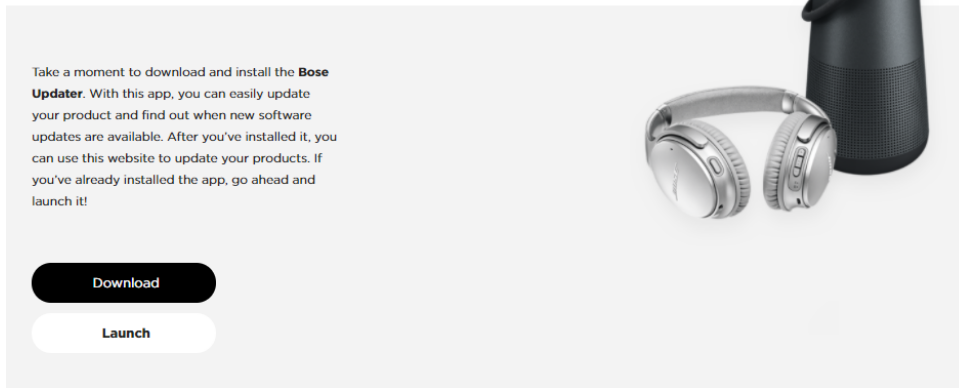 Take a moment to download and install the Bose
Updater. With this app, you can easily update
your product and find out when new software
updates are available. After you've installed it, you
can use this website to update your products. If
you've already installed the app, go ahead and
launch it!
Download
Launch